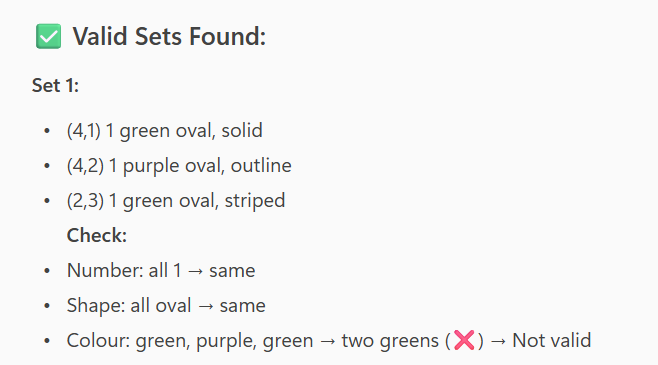 ✅ Valid Sets Found:
Set 1:
• (4,1) 1 green oval, solid
• (4,2) 1 purple oval, outline
• (2,3) 1 green oval, striped
Check:
• Number: all 1 → same
• Shape: all oval → same
• Colour: green, purple, green → two greens (❌) → Not valid